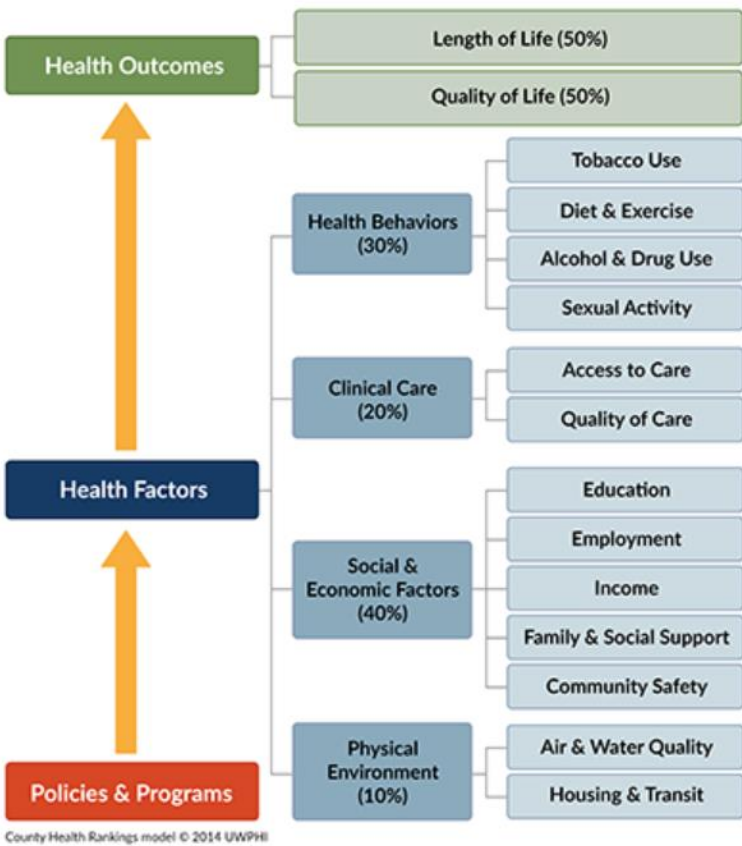 Health Outcomes
Length of Life (50%)
Quality of Life (50%)
Health Factors
Health Behaviors
(30%)
Tobacco Use
Diet & Exercise
Alcohol & Drug Use
Sexual Activity
Clinical Care
(20%)
Access to Care
Quality of Care
Social &
Economic Factors
(40%)
Education
Employment
Income
Family & Social Support
Community Safety
Physical
Environment
(10%)
Air & Water Quality
Housing & Transit
Policies & Programs
County Health Rankings model © 2014 UWPHI